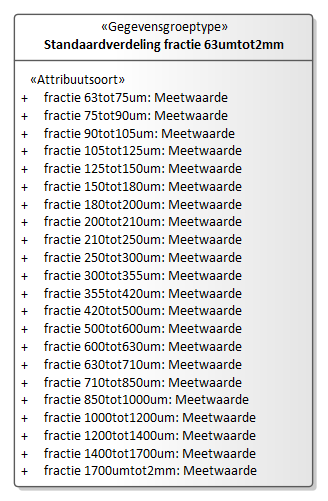 «Gegevensgroeptype»
Standaardverdeling fractie 63umtot2mm
«Attribuutsoort»
+ fractie 63tot75um: Meetwaarde
+ fractie 75tot90um: Meetwaarde
+ fractie 90tot105um: Meetwaarde
+ fractie 105tot125um: Meetwaarde
+ fractie 125tot150um: Meetwaarde
+ fractie 150tot180um: Meetwaarde
+ fractie 180tot200um: Meetwaarde
+ fractie 200tot210um: Meetwaarde
+ fractie 210tot250um: Meetwaarde
+ fractie 250tot300um: Meetwaarde
+ fractie 300tot355um: Meetwaarde
+ fractie 355tot420um: Meetwaarde
+ fractie 420tot500um: Meetwaarde
+ fractie 500tot600um: Meetwaarde
+ fractie 600tot630um: Meetwaarde
+ fractie 630tot710um: Meetwaarde
+ fractie 710tot850um: Meetwaarde
+ fractie 850tot1000um: Meetwaarde
+ fractie 1000tot1200um: Meetwaarde
+ fractie 1200tot1400um: Meetwaarde
+ fractie 1400tot1700um: Meetwaarde
+ fractie 1700umtot2mm: Meetwaarde